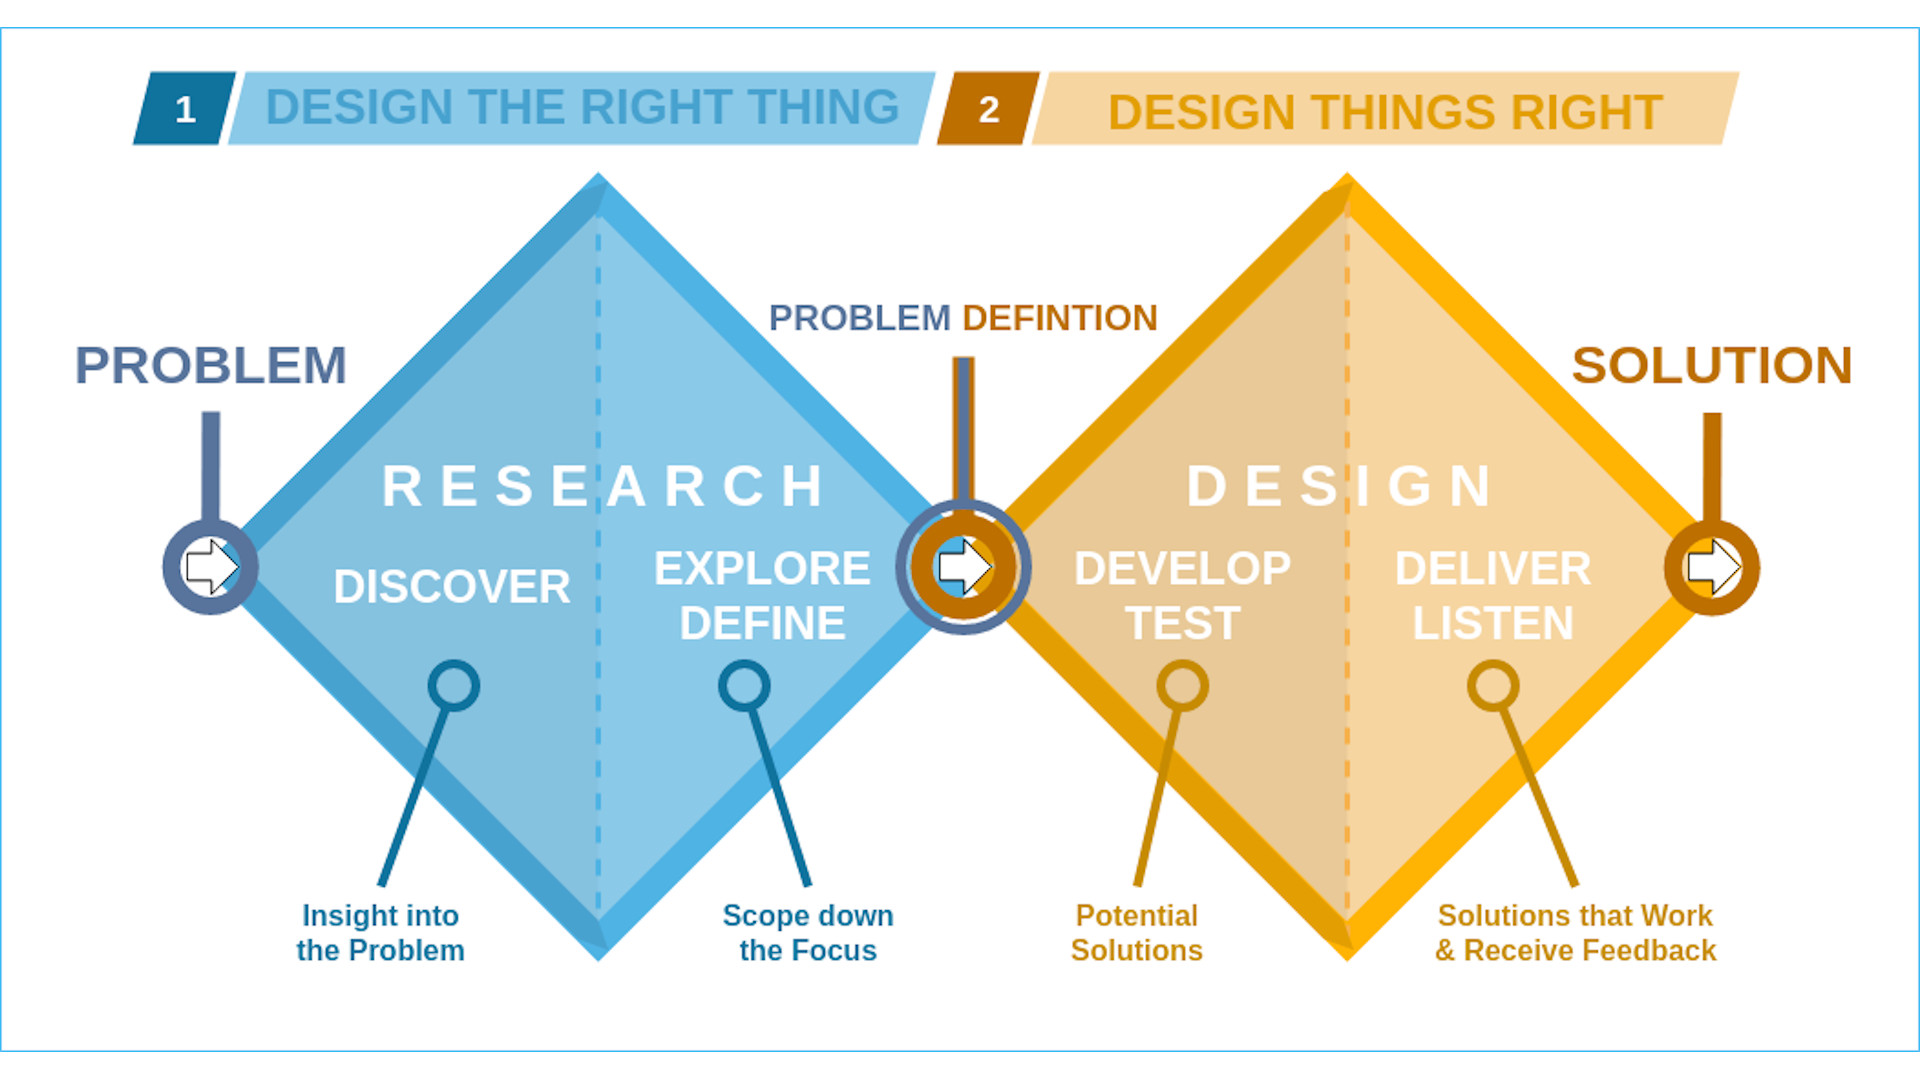 1 DESIGN THE RIGHT THING
2 DESIGN THINGS RIGHT
PROBLEM
PROBLEM DEFINTION
SOLUTION
RESEARCH
DISCOVER
EXPLORE
DEFINE
DESIGN
DEVELOP
TEST
DELIVER
LISTEN
Insight into
the Problem
Scope down
the Focus
Potential
Solutions
Solutions that Work
& Receive Feedback